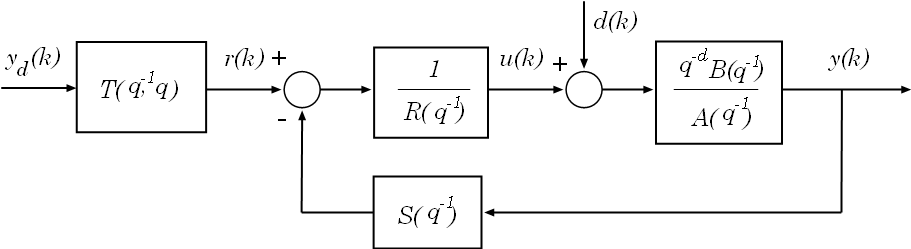 y_d(k)
T(q^-1, q)
r(k)
+
-
1
R(q^-1)
u(k)
+
d(k)
q^-d B(q^-1)
A(q^-1)
y(k)
S(q^-1)